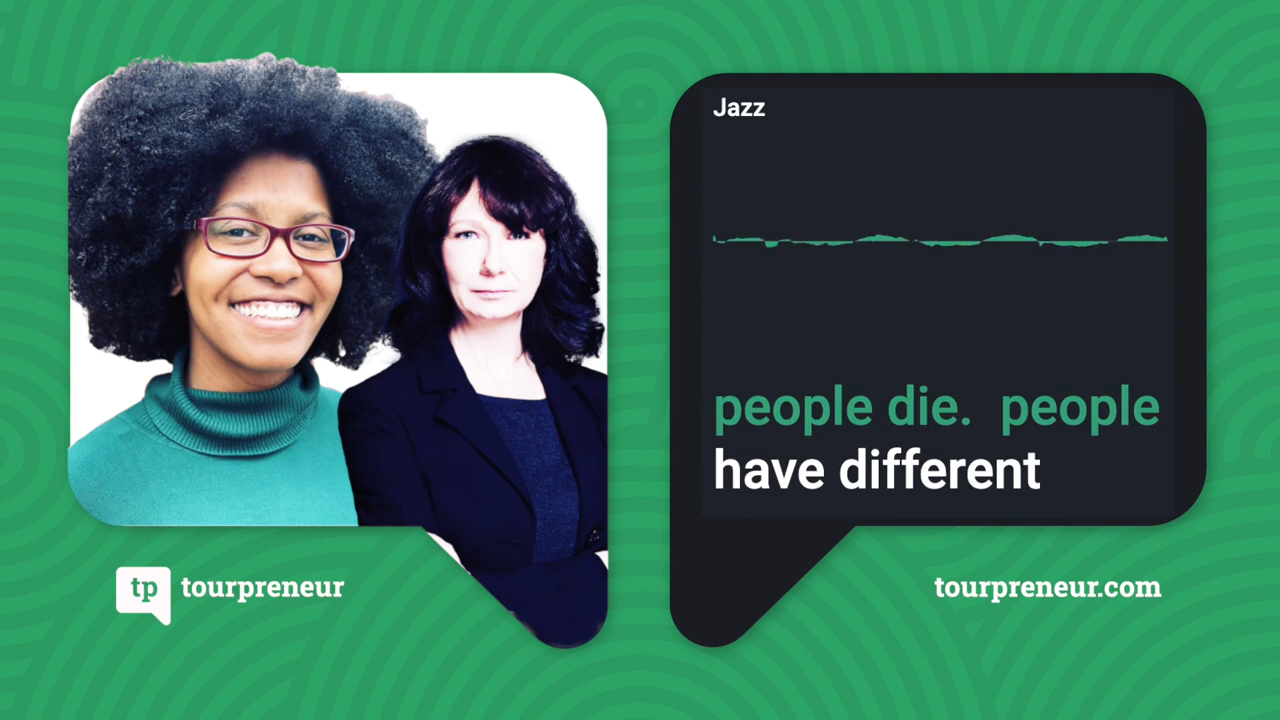 Jazz
people die. people
have different
tp tourpreneur
tourpreneur.com